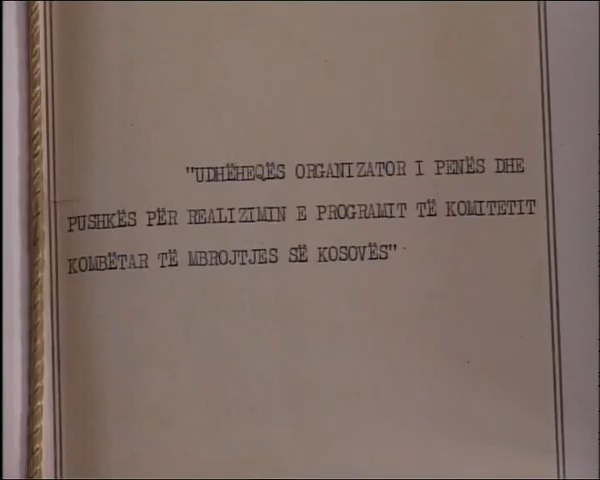 "UDHËHEQËS ORGANIZATOR I PENËS DHE
PUSHKËS PËR REALIZIMIN E PROGRAMIT TË KOMITETIT
KOMBËTAR TË MBROJTJES SË KOSOVËS"